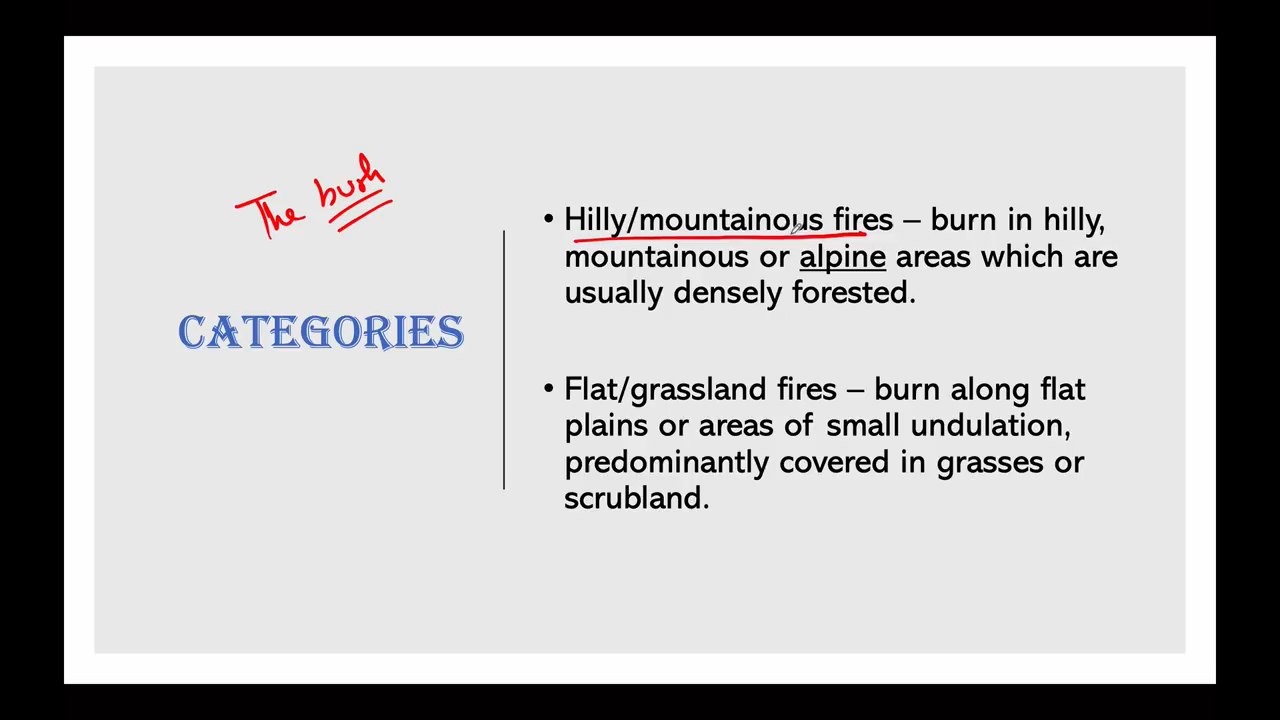 The bush
CATEGORIES
• Hilly/mountainous fires – burn in hilly,
mountainous or alpine areas which are
usually densely forested.
• Flat/grassland fires – burn along flat
plains or areas of small undulation,
predominantly covered in grasses or
scrubland.